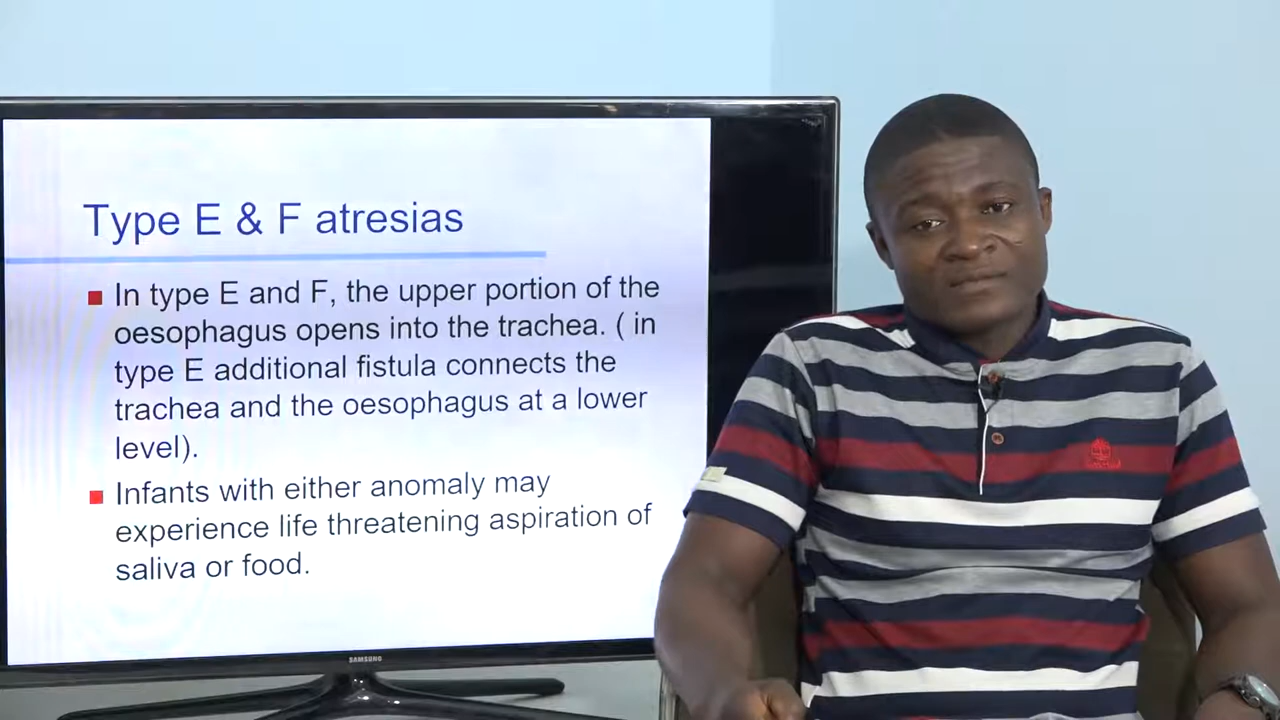 Type E & F atresias
In type E and F, the upper portion of the
oesophagus opens into the trachea. ( in
type E additional fistula connects the
trachea and the oesophagus at a lower
level).
Infants with either anomaly may
experience life threatening aspiration of
saliva or food.
SAMSUNG